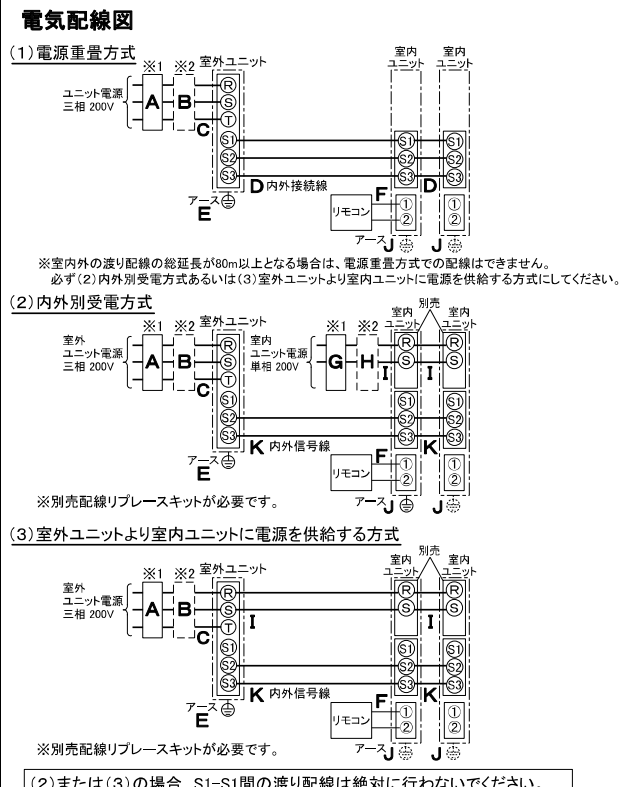 電気配線図
(1)電源重畳方式
※1 ※2 室外ユニット
室内
ユニット
室内
ユニット
ユニット電源
三相 200V
A B C
R
S
T
S1
S2
S3
S1
S2
S3
S1
S2
S3
D 内外接続線
F D
アース
E
リモコン
①
②
①
②
アース J J
※室内外の渡り配線の総延長が80m以上となる場合は、電源重畳方式での配線はできません。
必ず(2)内外別受電方式あるいは(3)室外ユニットより室内ユニットに電源を供給する方式にしてください。
(2)内外別受電方式
※1 ※2 室外ユニット
※1 ※2
室内
ユニット
別売
室内
ユニット
室外
ユニット電源
三相 200V
A B C
R
S
T
S1
S2
S3
室内
ユニット電源
単相 200V
G H I I
R
S
R
S
S1
S2
S3
S1
S2
S3
K 内外信号線
F K
アース
E
リモコン
①
②
①
②
アース J J
※別売配線リプレースキットが必要です。
(3)室外ユニットより室内ユニットに電源を供給する方式
※1 ※2 室外ユニット
室内
ユニット
別売
室内
ユニット
室外
ユニット電源
三相 200V
A B C
R
S
T
S1
S2
S3
I I
R
S
R
S
S1
S2
S3
S1
S2
S3
K 内外信号線
F K
アース
E
リモコン
①
②
①
②
アース J J
※別売配線リプレースキットが必要です。
(2)または(3)の場合、S1-S1間の渡り配線は絶対に行わないでください。